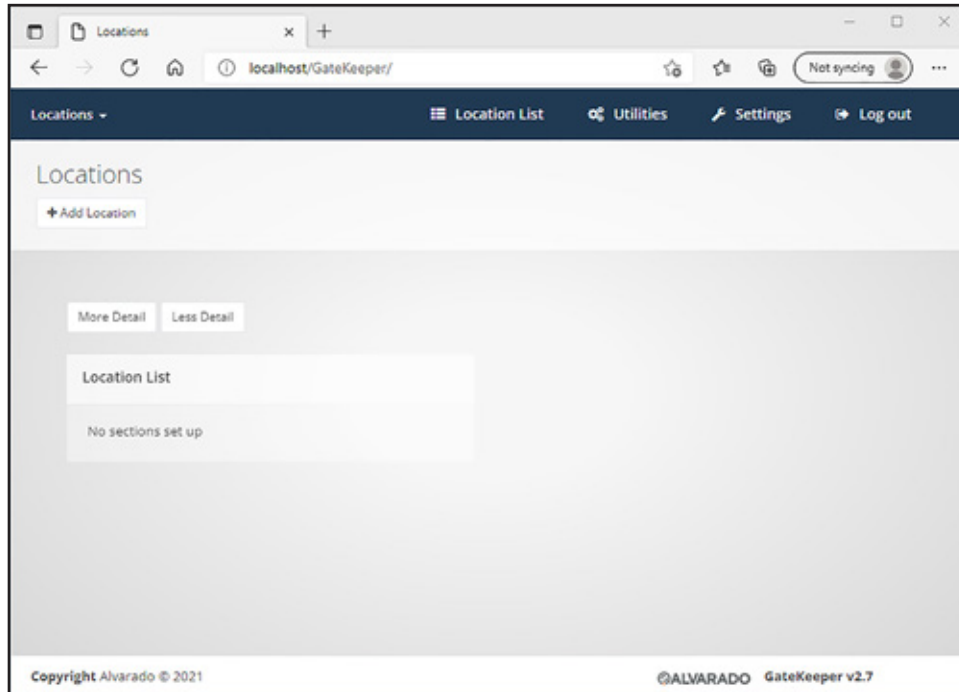 Locations
localhost/GateKeeper/
Not syncing
Locations
Location List
Utilities
Settings
Log out
Locations
+ Add Location
More Detail
Less Detail
Location List
No sections set up
Copyright Alvarado © 2021
ALVARADO GateKeeper v2.7